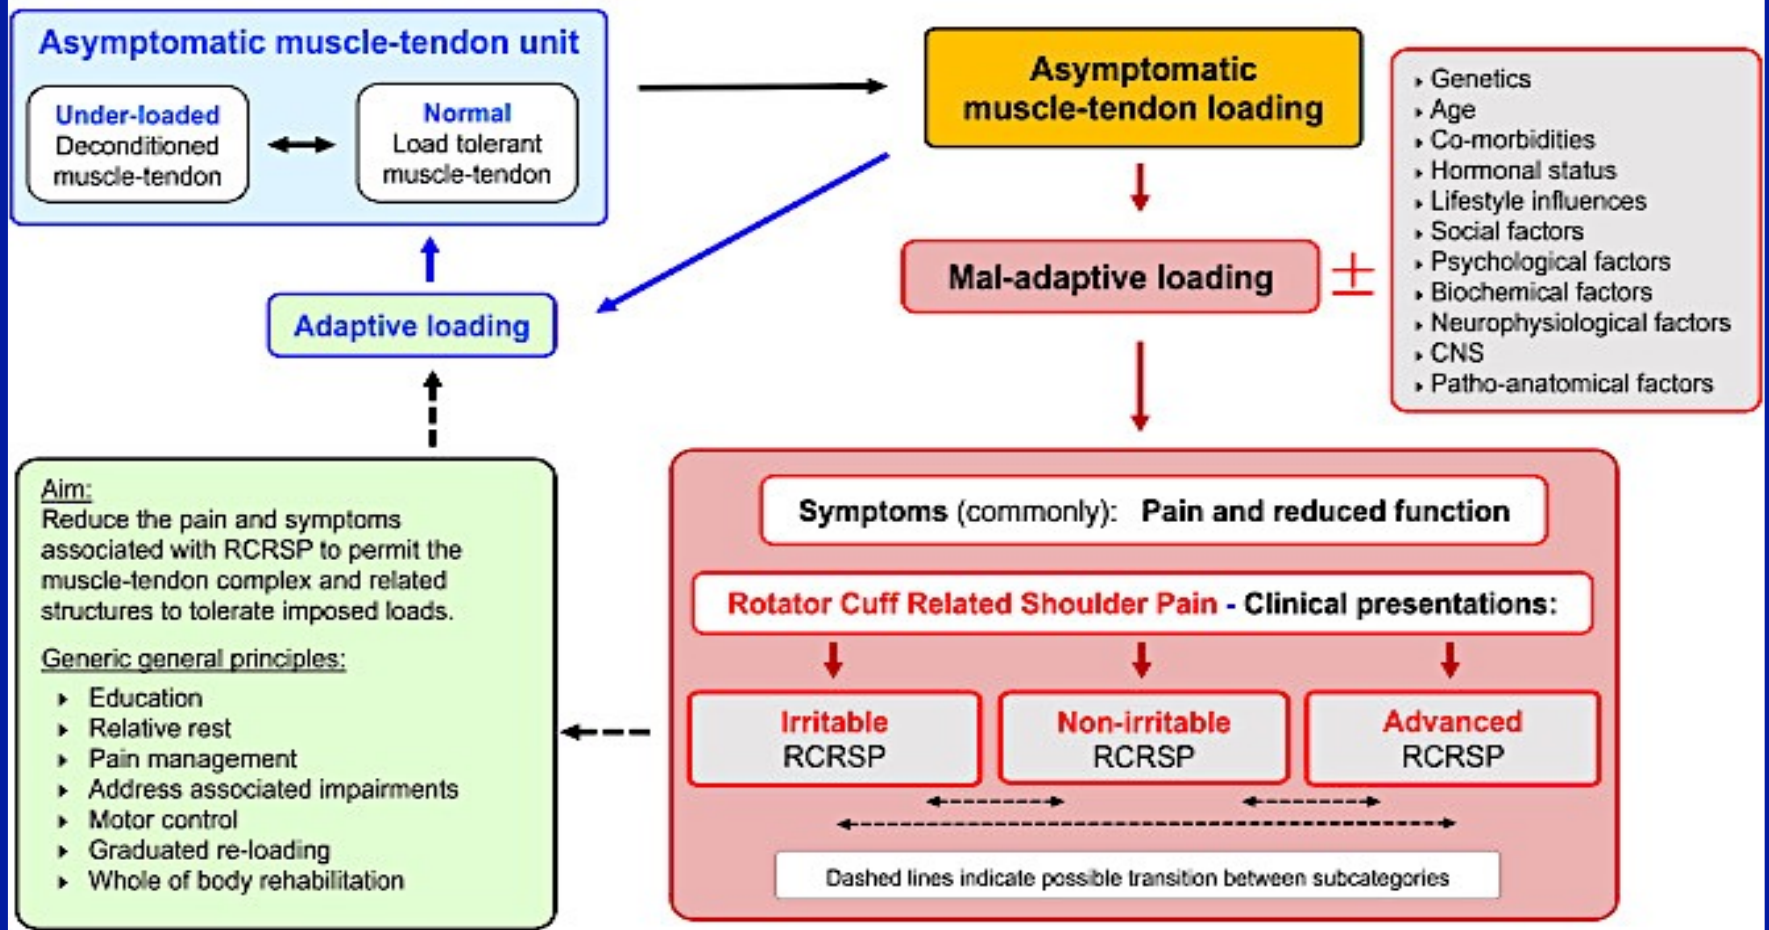 Asymptomatic muscle-tendon unit
Under-loaded
Deconditioned
muscle-tendon
Normal
Load tolerant
muscle-tendon
Asymptomatic
muscle-tendon loading
▸ Genetics
▸ Age
▸ Co-morbidities
▸ Hormonal status
▸ Lifestyle influences
▸ Social factors
▸ Psychological factors
▸ Biochemical factors
▸ Neurophysiological factors
▸ CNS
▸ Patho-anatomical factors
Mal-adaptive loading
±
Adaptive loading
Aim:
Reduce the pain and symptoms
associated with RCRSP to permit the
muscle-tendon complex and related
structures to tolerate imposed loads.
Generic general principles:
▸ Education
▸ Relative rest
▸ Pain management
▸ Address associated impairments
▸ Motor control
▸ Graduated re-loading
▸ Whole of body rehabilitation
Symptoms (commonly): Pain and reduced function
Rotator Cuff Related Shoulder Pain - Clinical presentations:
Irritable
RCRSP
Non-irritable
RCRSP
Advanced
RCRSP
Dashed lines indicate possible transition between subcategories